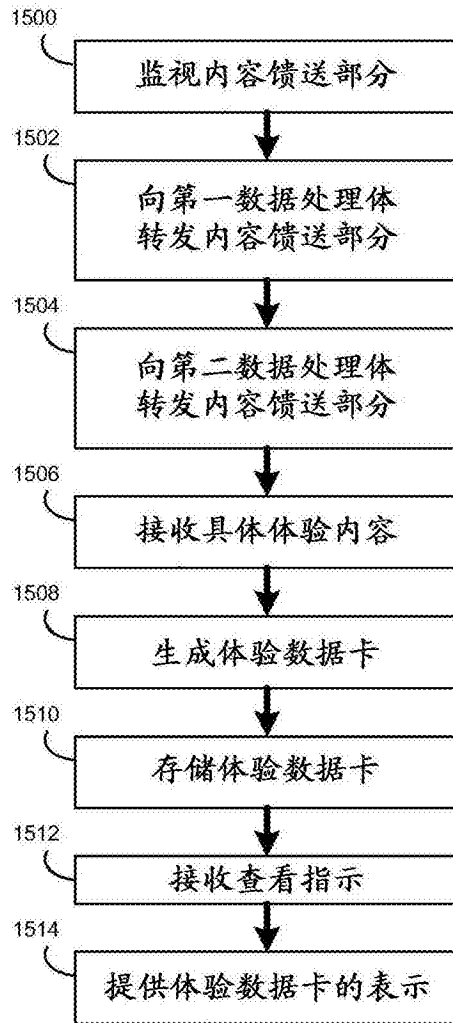 1500
监视内容馈送部分
1502
向第一数据处理体
转发内容馈送部分
1504
向第二数据处理体
转发内容馈送部分
1506
接收具体体验内容
1508
生成体验数据卡
1510
存储体验数据卡
1512
接收查看指示
1514
提供体验数据卡的表示